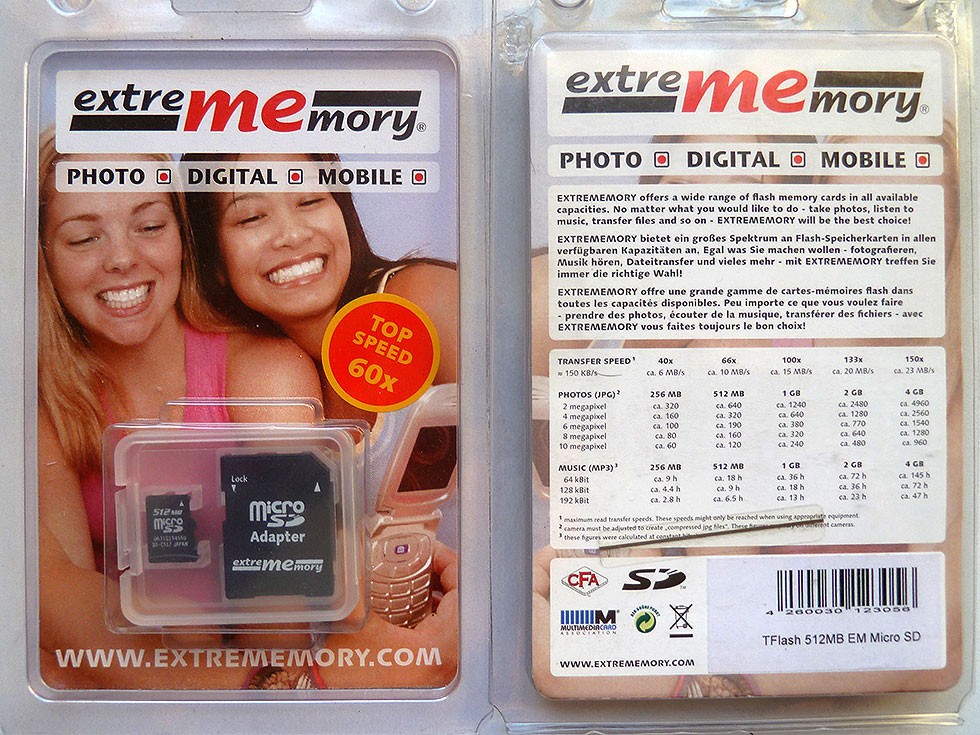 extreMEmory®
PHOTO DIGITAL MOBILE
TOP
SPEED
60x
512MB
micro
SD
JAPAN
Lock
micro
SD
Adapter
extreMEmory
WWW.EXTREMEMORY.COM
extreMEmory®
PHOTO DIGITAL MOBILE
EXTREMEMORY offers a wide range of flash memory cards in all available
capacities. No matter what you would like to do - take photos, listen to
music, transfer files and so on - EXTREMEMORY will be the best choice!
EXTREMEMORY bietet ein großes Spektrum an Flash-Speicherkarten in allen
verfügbaren Kapazitäten an. Egal was Sie machen wollen - fotografieren,
Musik hören, Dateitransfer und vieles mehr - mit EXTREMEMORY treffen Sie
immer die richtige Wahl!
EXTREMEMORY offre une grande gamme de cartes-mémoires flash dans
toutes les capacités disponibles. Peu importe ce que vous voulez faire
- prendre des photos, écouter de la musique, transférer des fichiers - avec
EXTREMEMORY vous faites toujours le bon choix!
TRANSFER SPEED¹ 40x 66x 100x 133x 150x
≈ 150 KB/s ca. 6 MB/s ca. 10 MB/s ca. 15 MB/s ca. 20 MB/s ca. 23 MB/s
PHOTOS (JPG)² 256 MB 512 MB 1 GB 2 GB 4 GB
2 megapixel ca. 320 ca. 640 ca. 1240 ca. 2480 ca. 4960
4 megapixel ca. 160 ca. 320 ca. 640 ca. 1280 ca. 2560
6 megapixel ca. 100 ca. 190 ca. 380 ca. 770 ca. 1540
8 megapixel ca. 80 ca. 160 ca. 320 ca. 640 ca. 1280
10 megapixel ca. 60 ca. 120 ca. 240 ca. 480 ca. 960
MUSIC (MP3)³ 256 MB 512 MB 1 GB 2 GB 4 GB
64 kBit ca. 9 h ca. 18 h ca. 36 h ca. 72 h ca. 145 h
128 kBit ca. 4.4 h ca. 9 h ca. 18 h ca. 36 h ca. 72 h
192 kBit ca. 2.8 h ca. 6.5 h ca. 13 h ca. 23 h ca. 47 h
¹ maximum read transfer speeds. These speeds might only be reached when using appropriate equipment.
² camera must be adjusted to create „compressed jpg files". These figures different cameras.
³ these figures were calculated at constant
CFA SD™
MULTIMEDIACARD
ASSOCIATION
DER GRÜNE PUNKT
WWW.EXTREMEMORY.COM
4 260030 123056
TFlash 512MB EM Micro SD